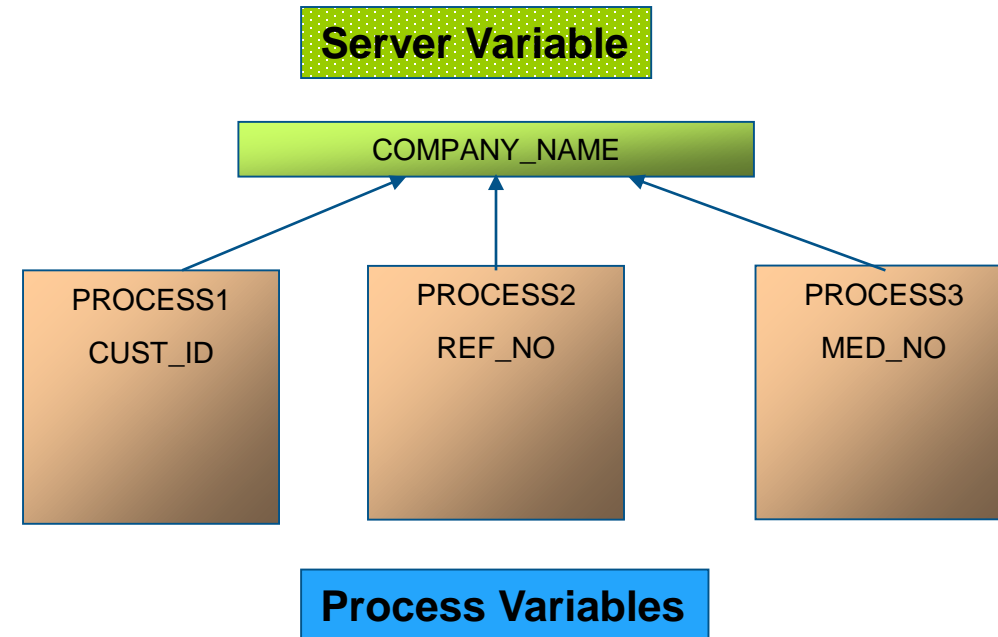 Server Variable
COMPANY_NAME
PROCESS1
CUST_ID
PROCESS2
REF_NO
PROCESS3
MED_NO
Process Variables